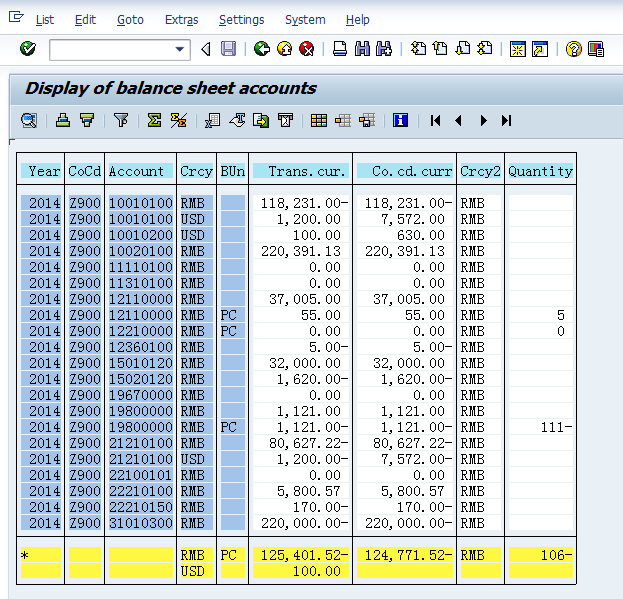 List Edit Goto Extras Settings System Help
Display of balance sheet accounts
Year CoCd Account Crcy BUn Trans.cur. Co.cd.curr Crcy2 Quantity
2014 Z900 10010100 RMB 118,231.00- 118,231.00- RMB
2014 Z900 10010100 USD 1,200.00 7,572.00 RMB
2014 Z900 10010200 USD 100.00 630.00 RMB
2014 Z900 10020100 RMB 220,391.13 220,391.13 RMB
2014 Z900 11110100 RMB 0.00 0.00 RMB
2014 Z900 11310100 RMB 0.00 0.00 RMB
2014 Z900 12110000 RMB 37,005.00 37,005.00 RMB
2014 Z900 12110000 RMB PC 55.00 55.00 RMB 5
2014 Z900 12210000 RMB PC 0.00 0.00 RMB 0
2014 Z900 12360100 RMB 5.00- 5.00- RMB
2014 Z900 15010120 RMB 32,000.00 32,000.00 RMB
2014 Z900 15020120 RMB 1,620.00- 1,620.00- RMB
2014 Z900 19670000 RMB 0.00 0.00 RMB
2014 Z900 19800000 RMB 1,121.00 1,121.00 RMB
2014 Z900 19800000 RMB PC 1,121.00- 1,121.00- RMB 111-
2014 Z900 21210100 RMB 80,627.22- 80,627.22- RMB
2014 Z900 21210100 USD 1,200.00- 7,572.00- RMB
2014 Z900 22100101 RMB 0.00 0.00 RMB
2014 Z900 22210100 RMB 5,800.57 5,800.57 RMB
2014 Z900 22210150 RMB 170.00- 170.00- RMB
2014 Z900 31010300 RMB 220,000.00- 220,000.00- RMB
* RMB PC 125,401.52- 124,771.52- RMB 106-
USD 100.00